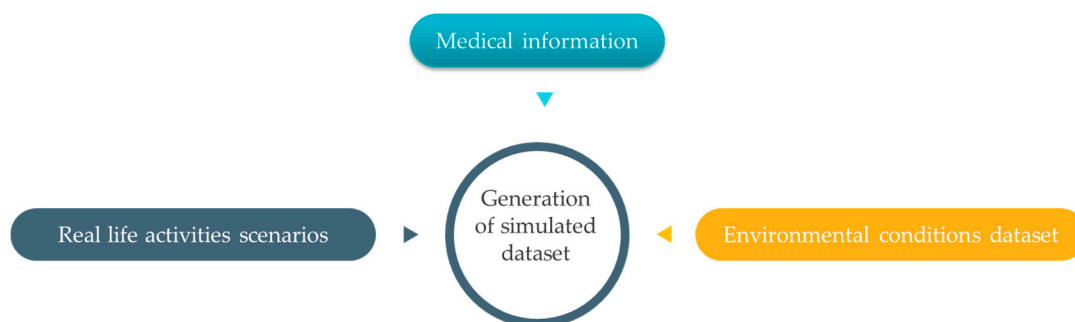 Medical information
Generation
of simulated
dataset
Real life activities scenarios
Environmental conditions dataset